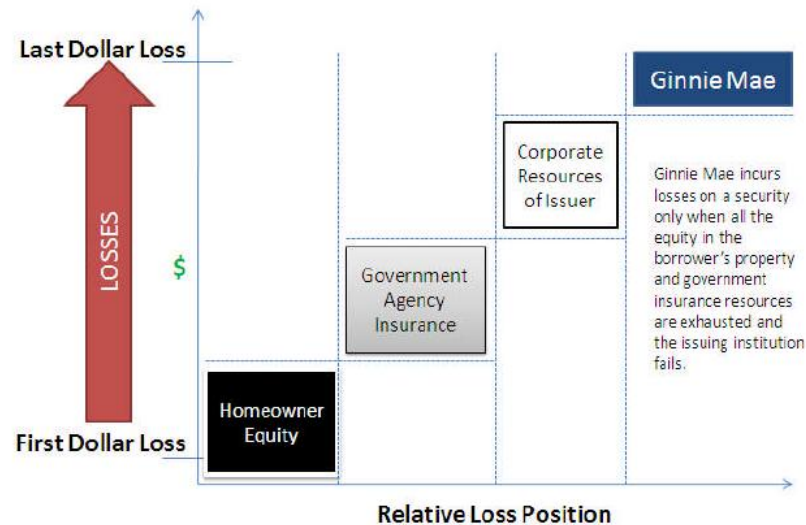 Last Dollar Loss
Ginnie Mae
Corporate
Resources
of Issuer
Ginnie Mae incurs
losses on a security
only when all the
equity in the
borrower's property
and government
insurance resources
are exhausted and
the issuing institution
fails.
LOSSES
$
Government
Agency
Insurance
Homeowner
Equity
First Dollar Loss
Relative Loss Position